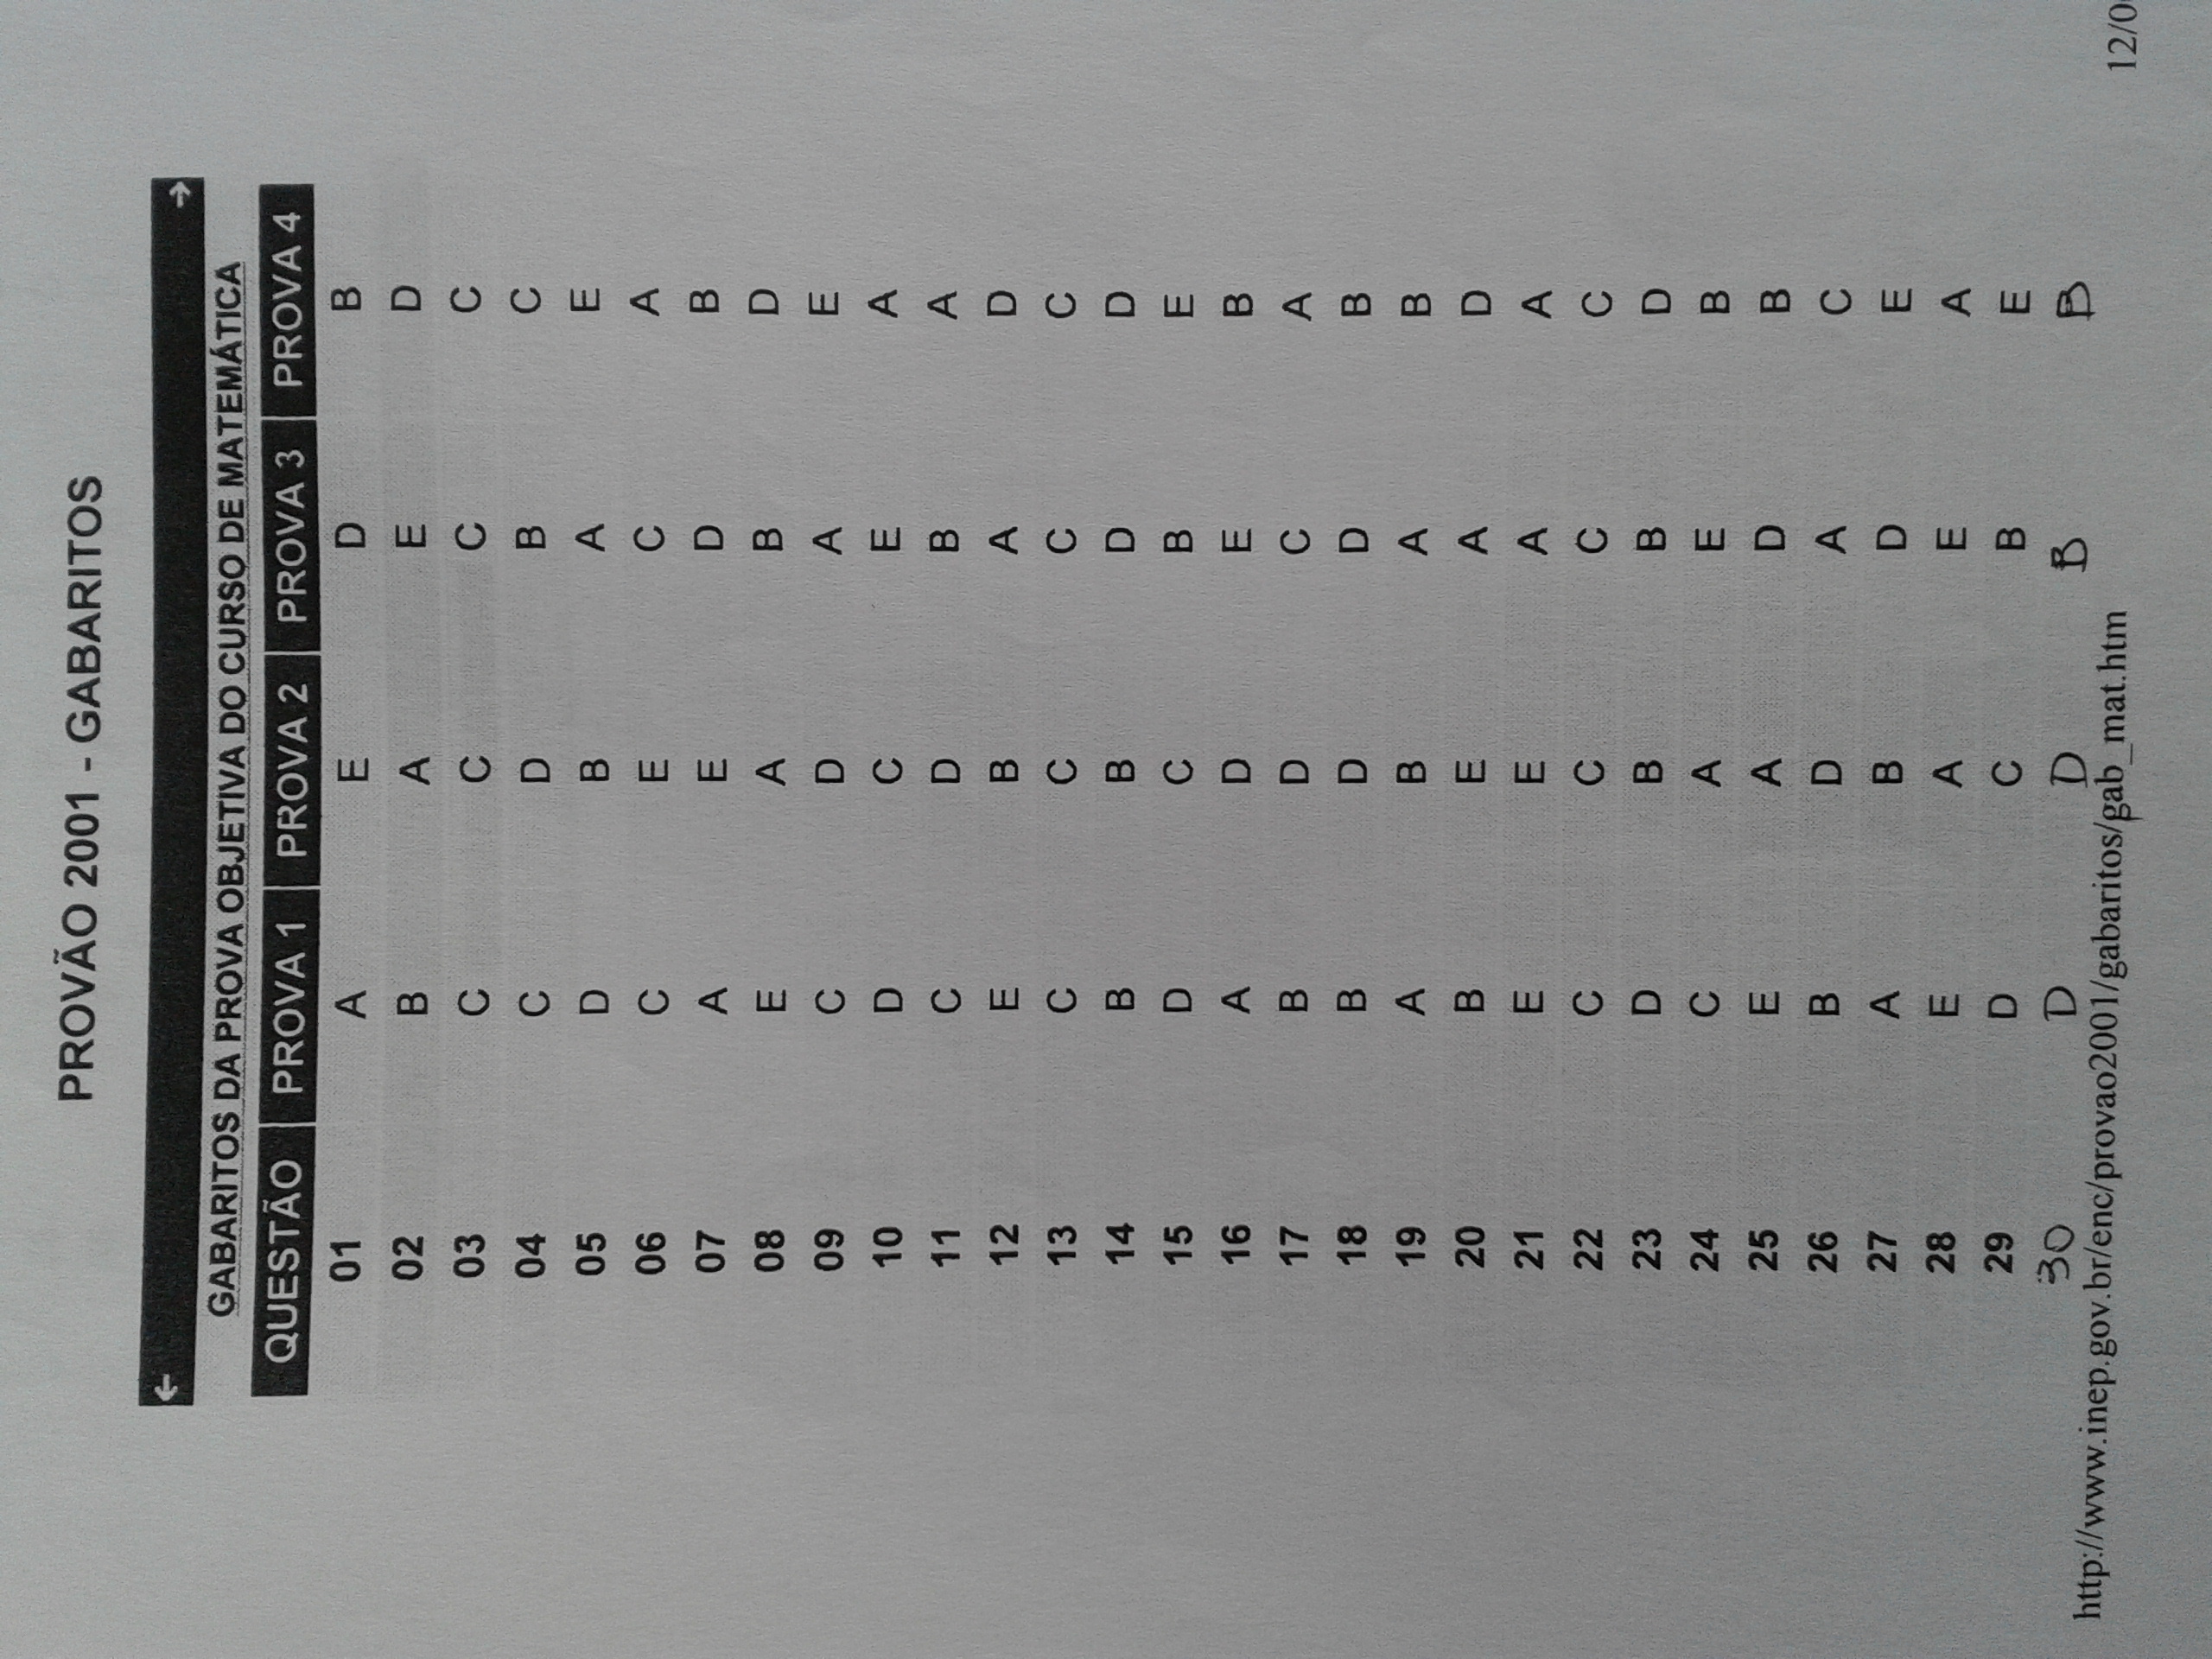 PROVÃO 2001 - GABARITOS
← →
GABARITOS DA PROVA OBJETIVA DO CURSO DE MATEMÁTICA
QUESTÃO PROVA 1 PROVA 2 PROVA 3 PROVA 4
01 A E D B
02 B A E D
03 C C C C
04 C D B C
05 D B A E
06 C E C A
07 A E D B
08 E A B D
09 C D A E
10 D C E A
11 C D B A
12 E B A D
13 C C C C
14 B B D D
15 D C B E
16 A D E B
17 B D C A
18 B D D B
19 A B A B
20 B E A D
21 E E A A
22 C C C C
23 D B B D
24 C A E B
25 E A D B
26 B D A C
27 A B D E
28 E A E A
29 D C B E
30 D D B B
http://www.inep.gov.br/enc/provao2001/gabaritos/gab_mat.htm 12/0